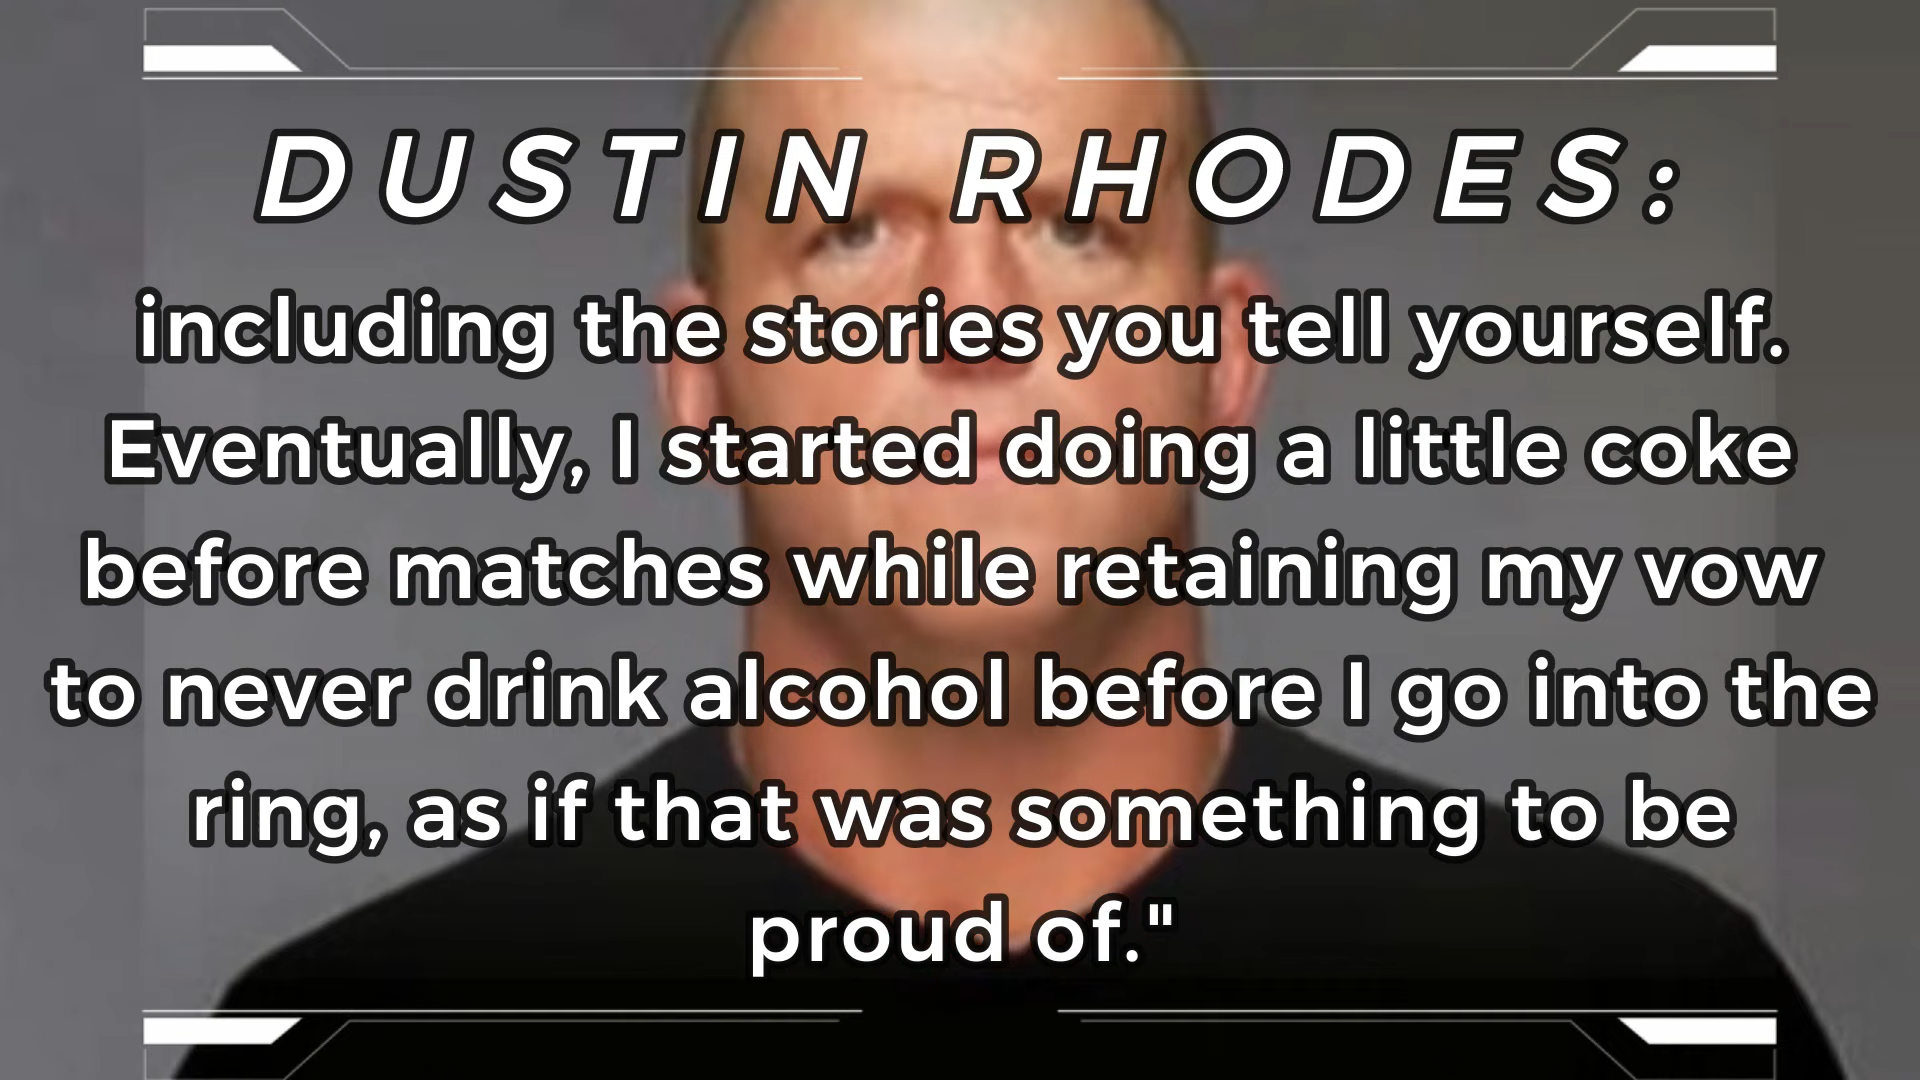 DUSTIN RHODES:
including the stories you tell yourself.
Eventually, I started doing a little coke
before matches while retaining my vow
to never drink alcohol before I go into the
ring, as if that was something to be
proud of."